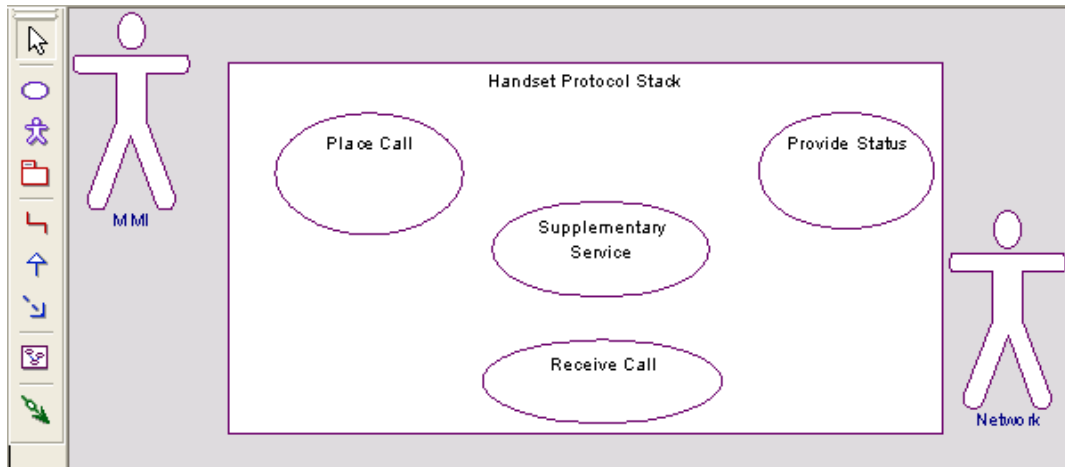 Handset Protocol Stack
Place Call
Provide Status
MMI
Supplementary
Service
Receive Call
Network